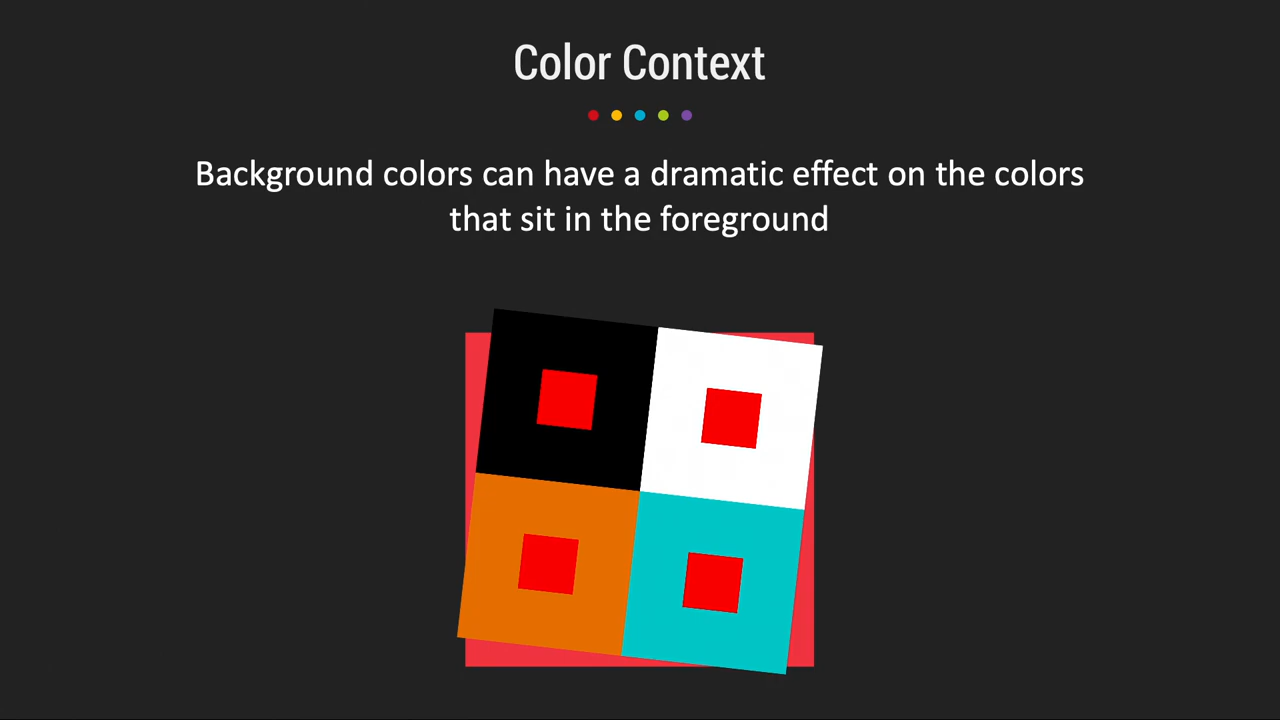 Color Context
Background colors can have a dramatic effect on the colors
that sit in the foreground